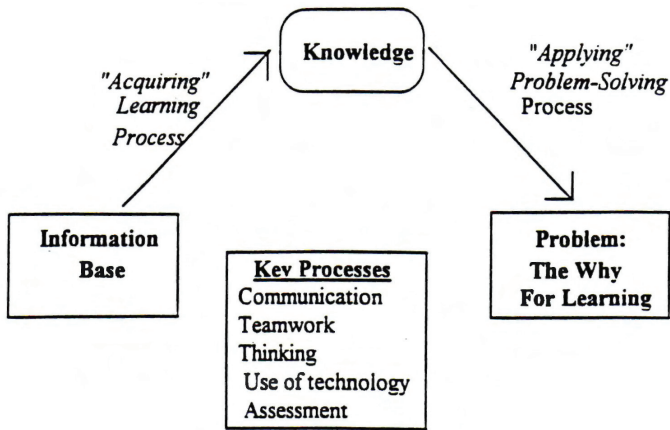 Knowledge
"Acquiring"
Learning
Process
"Applying"
Problem-Solving
Process
Information
Base
Key Processes
Communication
Teamwork
Thinking
Use of technology
Assessment
Problem:
The Why
For Learning